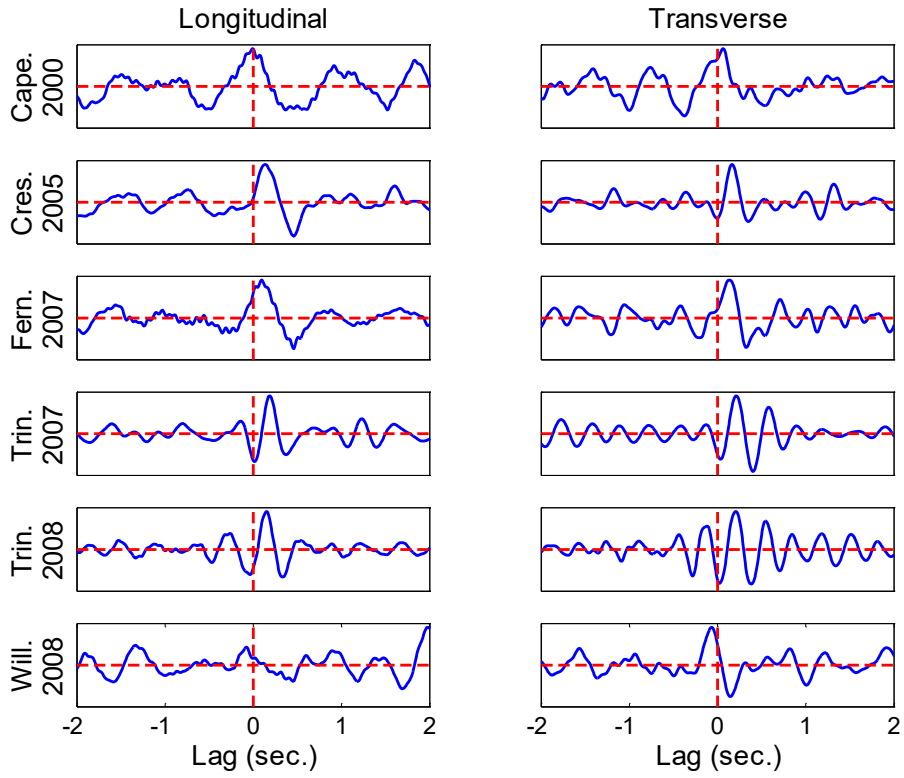 Longitudinal
Transverse
Cape.
2000
Cres.
2005
Fern.
2007
Trin.
2007
Trin.
2008
Will.
2008
-2 -1 0 1 2
-2 -1 0 1 2
Lag (sec.)
Lag (sec.)